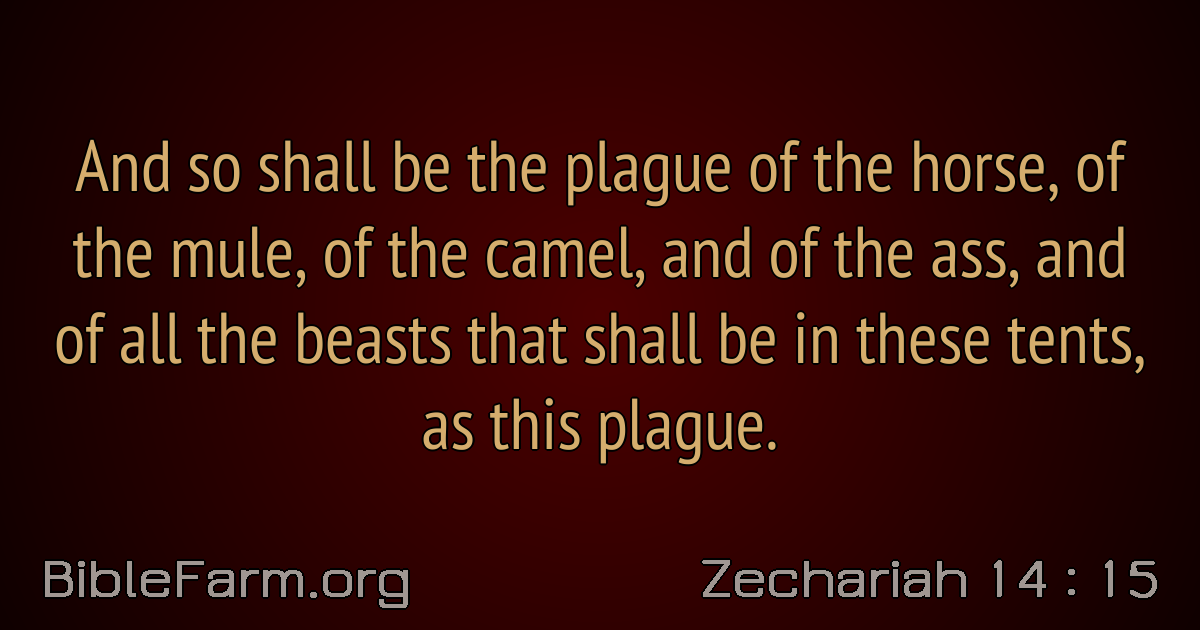 And so shall be the plague of the horse, of
the mule, of the camel, and of the ass, and
of all the beasts that shall be in these tents,
as this plague.
BibleFarm.org
Zechariah 14 : 15